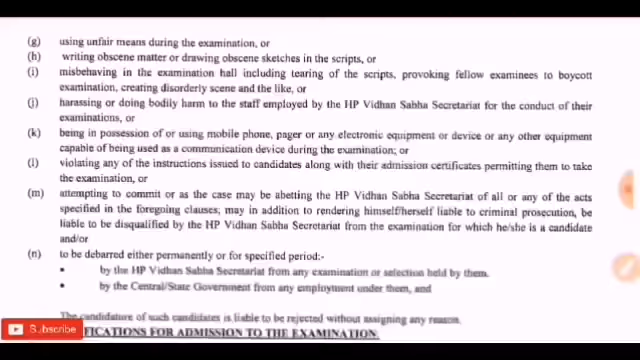 (g) using unfair means during the examination, or
(h) writing obscene matter or drawing obscene sketches in the scripts, or
(i) misbehaving in the examination hall including tearing of the scripts, provoking fellow examinees to boycott
examination, creating disorderly scene and the like, or
(j) harassing or doing bodily harm to the staff employed by the HP Vidhan Sabha Secretariat for the conduct of their
examinations, or
(k) being in possession of or using mobile phone, pager or any electronic equipment or device or any other equipment
capable of being used as a communication device during the examination; or
(l) violating any of the instructions issued to candidates along with their admission certificates permitting them to take
the examination, or
(m) attempting to commit or as the case may be abetting the HP Vidhan Sabha Secretariat of all or any of the acts
specified in the foregoing clauses; may in addition to rendering himself/herself liable to criminal prosecution, be
liable to be disqualified by the HP Vidhan Sabha Secretariat from the examination for which he/she is a candidate
and/or
(n) to be debarred either permanently or for specified period:-
• by the HP Vidhan Sabha Secretariat from any examination or selection held by them.
• by the Central/State Government from any employment under them, and
The candidature of such candidates is liable to be rejected without assigning any reason.
Subscribe
FICATIONS FOR ADMISSION TO THE EXAMINATION